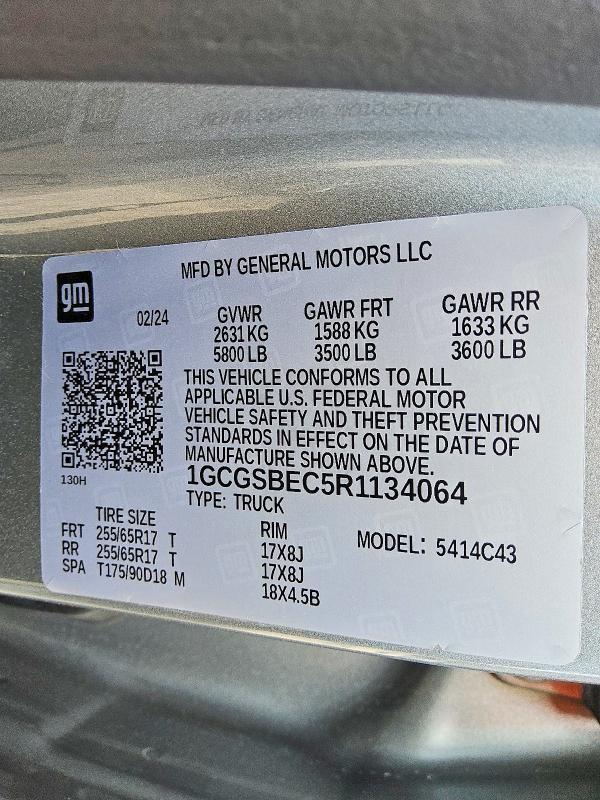 MFD BY GENERAL MOTORS LLC
gm
02/24
GVWR GAWR FRT GAWR RR
2631 KG 1588 KG 1633 KG
5800 LB 3500 LB 3600 LB
THIS VEHICLE CONFORMS TO ALL
APPLICABLE U.S. FEDERAL MOTOR
VEHICLE SAFETY AND THEFT PREVENTION
STANDARDS IN EFFECT ON THE DATE OF
MANUFACTURE SHOWN ABOVE.
130H
1GCGSBEC5R1134064
TYPE: TRUCK
TIRE SIZE RIM MODEL: 5414C43
FRT 255/65R17 T 17X8J
RR 255/65R17 T 17X8J
SPA T175/90D18 M 18X4.5B